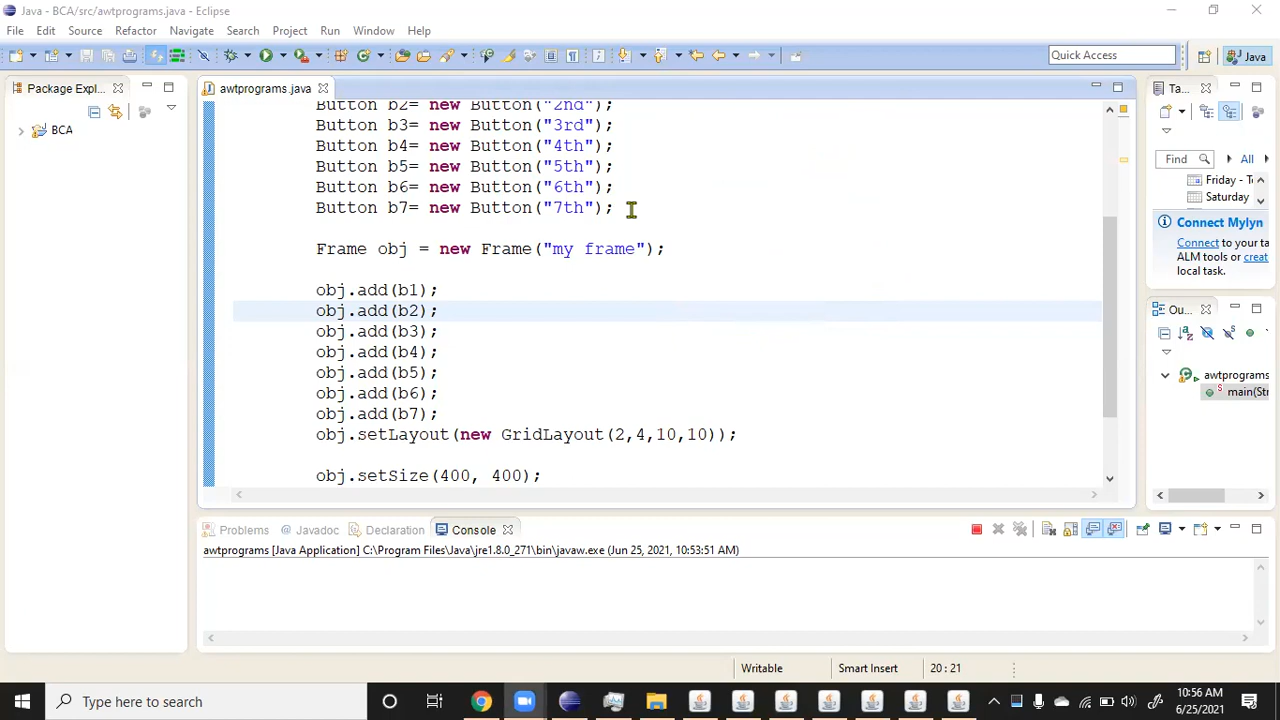 Java - BCA/src/awtprograms.java - Eclipse
File Edit Source Refactor Navigate Search Project Run Window Help
Quick Access
Java
Package Expl...
awtprograms.java
Ta...
BCA
Button b2= new Button("2nd");
Button b3= new Button("3rd");
Button b4= new Button("4th");
Button b5= new Button("5th");
Button b6= new Button("6th");
Button b7= new Button("7th");
Frame obj = new Frame("my frame");
obj.add(b1);
obj.add(b2);
obj.add(b3);
obj.add(b4);
obj.add(b5);
obj.add(b6);
obj.add(b7);
obj.setLayout(new GridLayout(2,4,10,10));
obj.setSize(400, 400);
Find All
Friday - To
Saturday
Connect Mylyn
Connect to your ta
ALM tools or creat
local task.
Ou...
awtprograms
main(Str
Problems @ Javadoc Declaration Console
awtprograms [Java Application] C:\Program Files\Java\jre1.8.0_271\bin\javaw.exe (Jun 25, 2021, 10:53:51 AM)
Writable Smart Insert 20 : 21
Type here to search
10:56 AM
6/25/2021